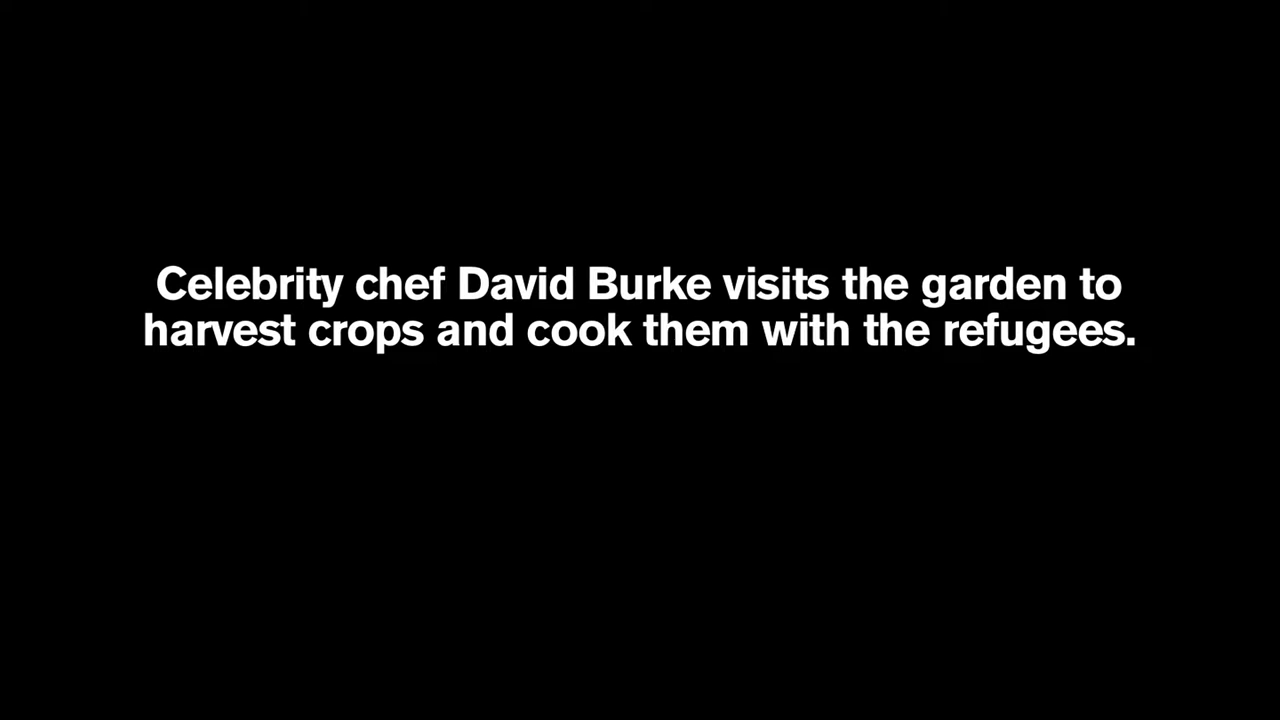 Celebrity chef David Burke visits the garden to
harvest crops and cook them with the refugees.